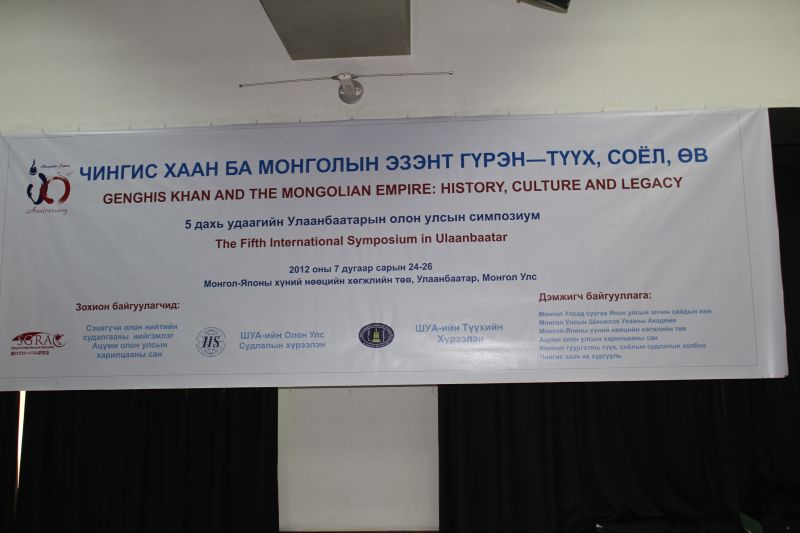 ЧИНГИС ХААН БА МОНГОЛЫН ЭЗЭНТ ГҮРЭН—ТҮҮХ, СОЁЛ, ӨВ
GENGHIS KHAN AND THE MONGOLIAN EMPIRE: HISTORY, CULTURE AND LEGACY
Anniversary
5 дахь удаагийн Улаанбаатарын олон улсын симпозиум
The Fifth International Symposium in Ulaanbaatar
2012 оны 7 дугаар сарын 24-26
Монгол-Японы хүний нөөцийн хөгжлийн төв, Улаанбаатар, Монгол Улс
Зохион байгуулагчид:
SGRA
Сэкигүчи олон нийтийн
судалгааны нийгэмлэг
Ацуми олон улсын
харилцааны сан
IIS
ШУА-ийн Олон Улс
Судлалын хүрээлэн
ШУА-ийн Түүхийн
Хүрээлэн
Дэмжигч байгууллага:
Монгол Улсад суугаа Япон улсын элчин сайдын яам
Монгол Улсын Шинжлэх Ухааны Академи
Монгол-Японы хүний нөөцийн хөгжлийн төв
Ацуми олон улсын харилцааны сан
Монгол туургатны түүх, соёлын судлалын холбоо
Чингис хаан их сургууль